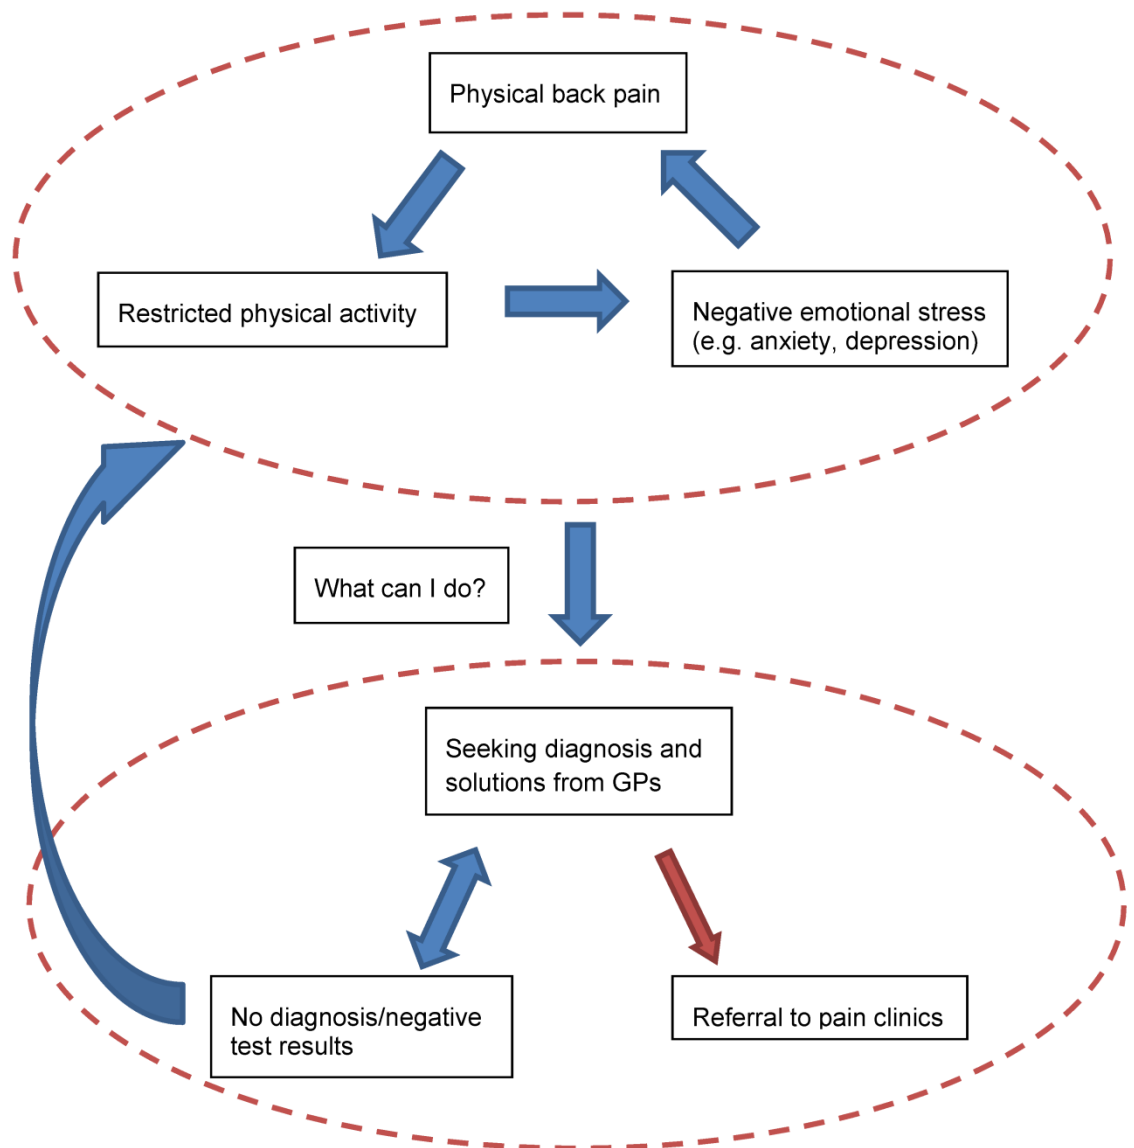 Physical back pain
Restricted physical activity
Negative emotional stress
(e.g. anxiety, depression)
What can I do?
Seeking diagnosis and
solutions from GPs
No diagnosis/negative
test results
Referral to pain clinics